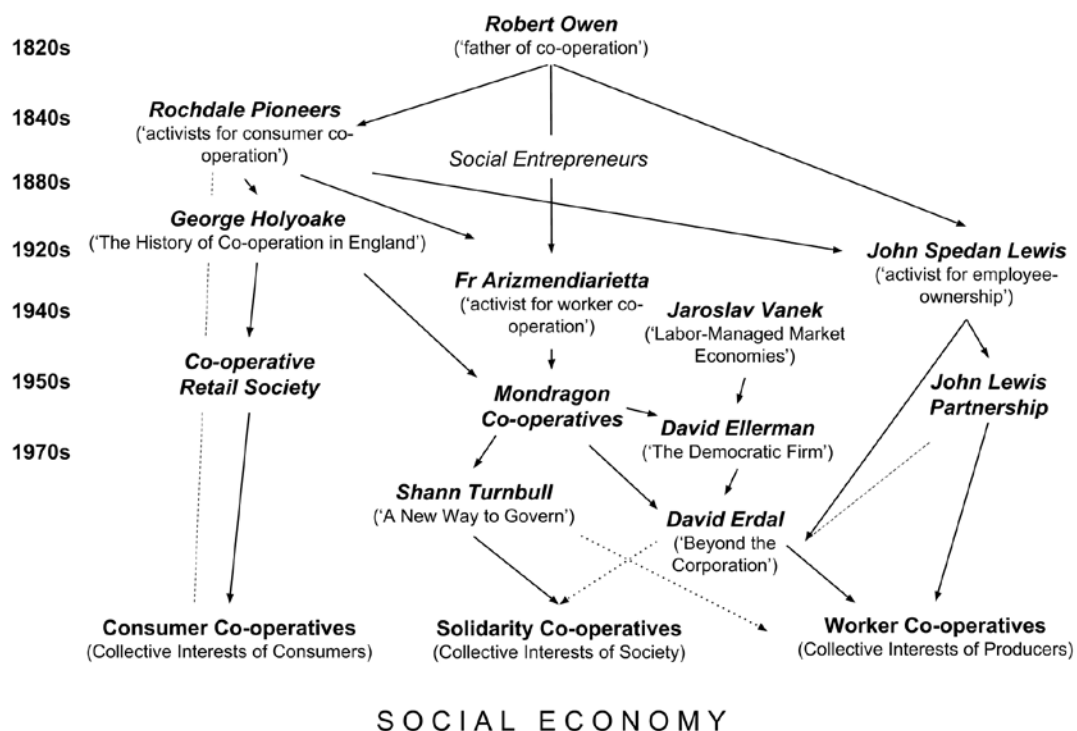 1820s
Robert Owen
(‘father of co-operation’)
1840s
Rochdale Pioneers
(‘activists for consumer co-
operation’)
Social Entrepreneurs
1880s
George Holyoake
(‘The History of Co-operation in England’)
1920s
John Spedan Lewis
(‘activist for employee-
ownership’)
Fr Arizmendiarietta
(‘activist for worker co-
operation’)
1940s
Jaroslav Vanek
(‘Labor-Managed Market
Economies’)
Co-operative
Retail Society
1950s
Mondragon
Co-operatives
John Lewis
Partnership
David Ellerman
(‘The Democratic Firm’)
1970s
Shann Turnbull
(‘A New Way to Govern’)
David Erdal
(‘Beyond the
Corporation’)
Consumer Co-operatives
(Collective Interests of Consumers)
Solidarity Co-operatives
(Collective Interests of Society)
Worker Co-operatives
(Collective Interests of Producers)
SOCIAL ECONOMY